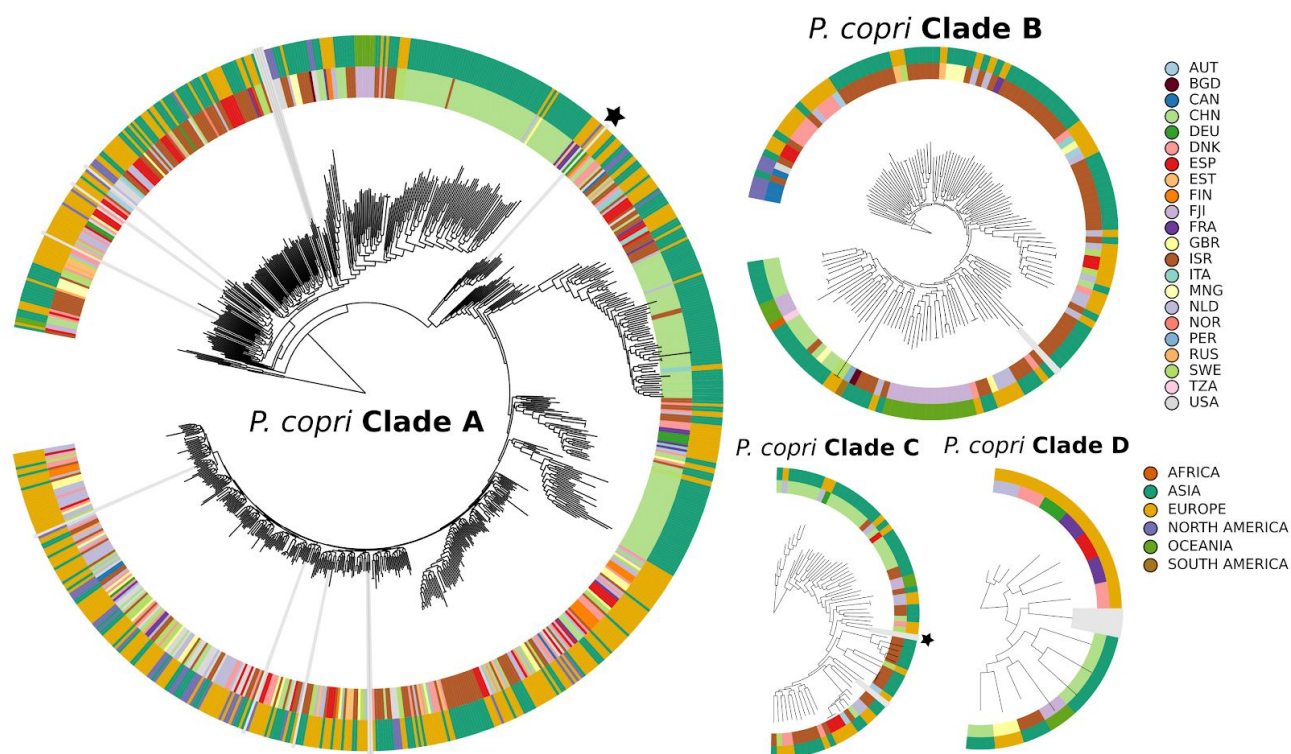 P. copri Clade A
P. copri Clade B
AUT
BGD
CAN
CHN
DEU
DNK
ESP
EST
FIN
FJI
FRA
GBR
ISR
ITA
MNG
NLD
NOR
PER
RUS
SWE
TZA
USA
P. copri Clade C
P. copri Clade D
AFRICA
ASIA
EUROPE
NORTH AMERICA
OCEANIA
SOUTH AMERICA